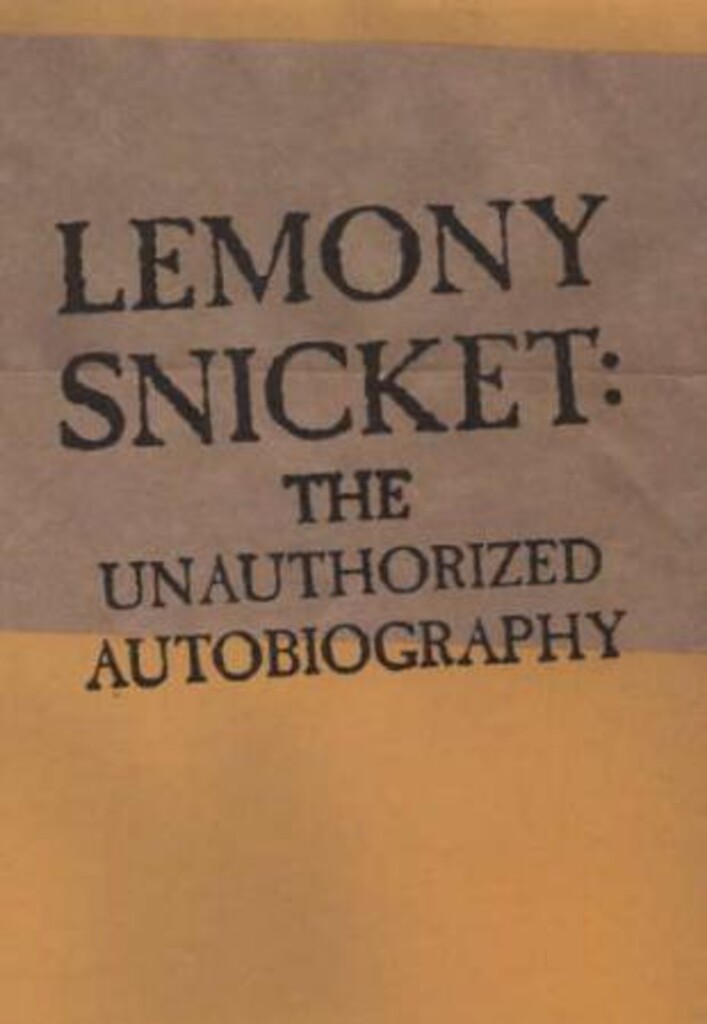 LEMONY
SNICKET:
THE
UNAUTHORIZED
AUTOBIOGRAPHY